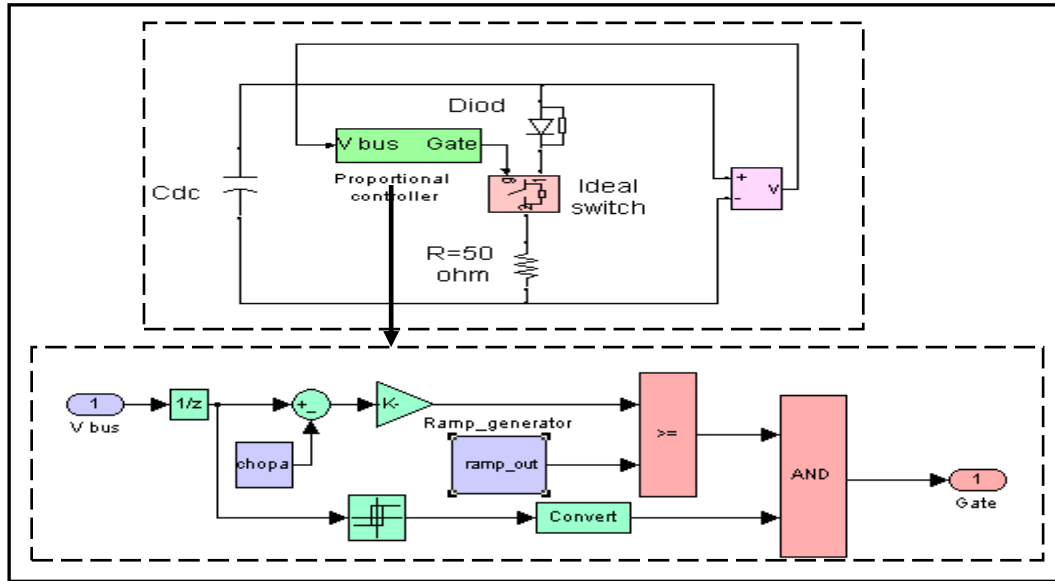 Diod
V bus Gate
Proportional
controller
Cdc
Ideal
switch
+
-
v
R=50
ohm
1
V bus
1/z
+
-
K-
Ramp_generator
chopa
ramp_out
>=
AND
Convert
1
Gate